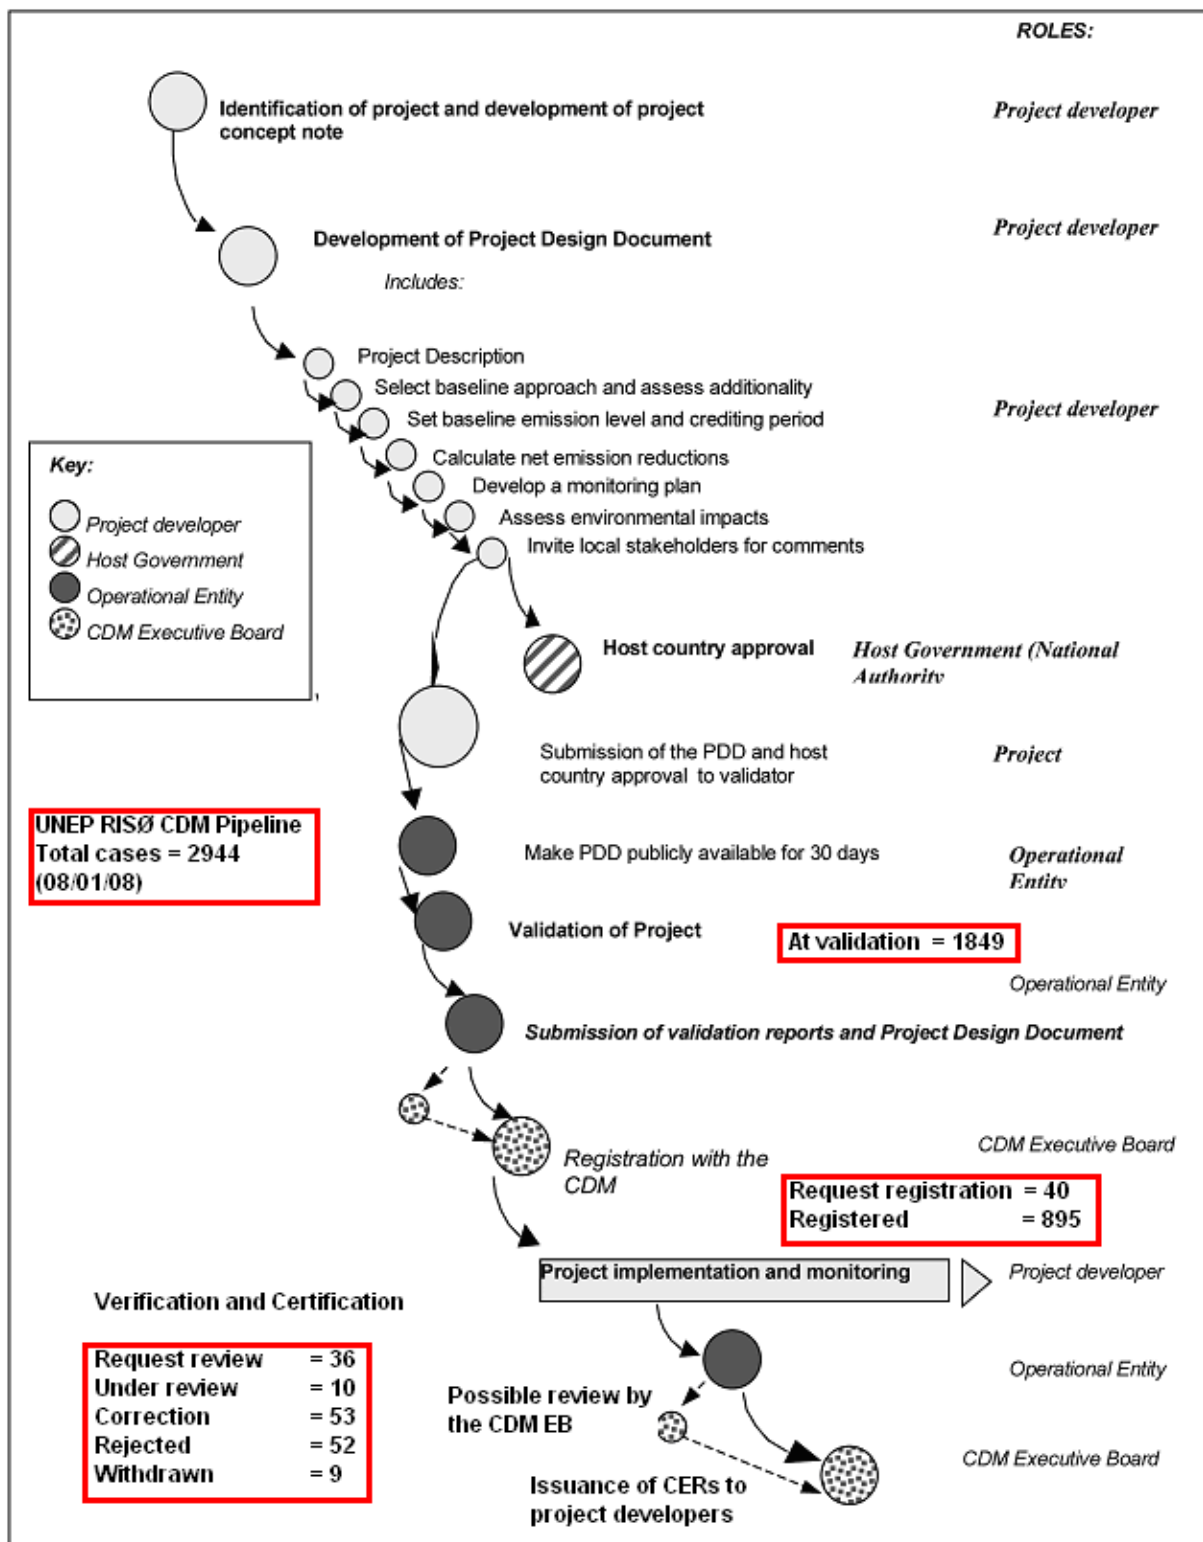 ROLES:
Identification of project and development of project
concept note
Project developer
Development of Project Design Document
Project developer
Includes:
Project Description
Select baseline approach and assess additionality
Set baseline emission level and crediting period
Project developer
Calculate net emission reductions
Develop a monitoring plan
Assess environmental impacts
Invite local stakeholders for comments
Key:
Project developer
Host Government
Operational Entity
CDM Executive Board
Host country approval
Host Government (National
Authority
Submission of the PDD and host
country approval to validator
Project
UNEP RISØ CDM Pipeline
Total cases = 2944
(08/01/08)
Make PDD publicly available for 30 days
Operational
Entity
Validation of Project
At validation = 1849
Operational Entity
Submission of validation reports and Project Design Document
Registration with the
CDM
CDM Executive Board
Request registration = 40
Registered = 895
Project implementation and monitoring
Project developer
Verification and Certification
Request review = 36
Under review = 10
Correction = 53
Rejected = 52
Withdrawn = 9
Operational Entity
Possible review by
the CDM EB
CDM Executive Board
Issuance of CERs to
project developers